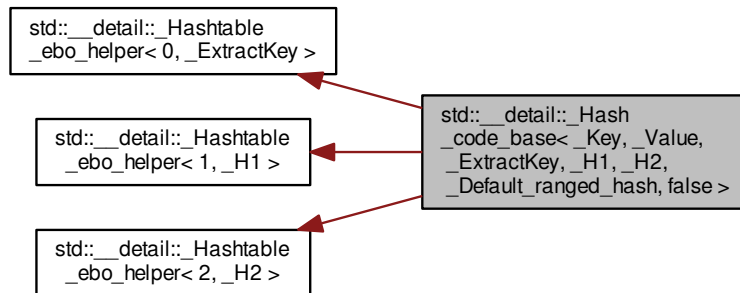 std::__detail::_Hashtable
_ebo_helper< 0, _ExtractKey >
std::__detail::_Hash
_code_base< _Key, _Value,
_ExtractKey, _H1, _H2,
_Default_ranged_hash, false >
std::__detail::_Hashtable
_ebo_helper< 1, _H1 >
std::__detail::_Hashtable
_ebo_helper< 2, _H2 >